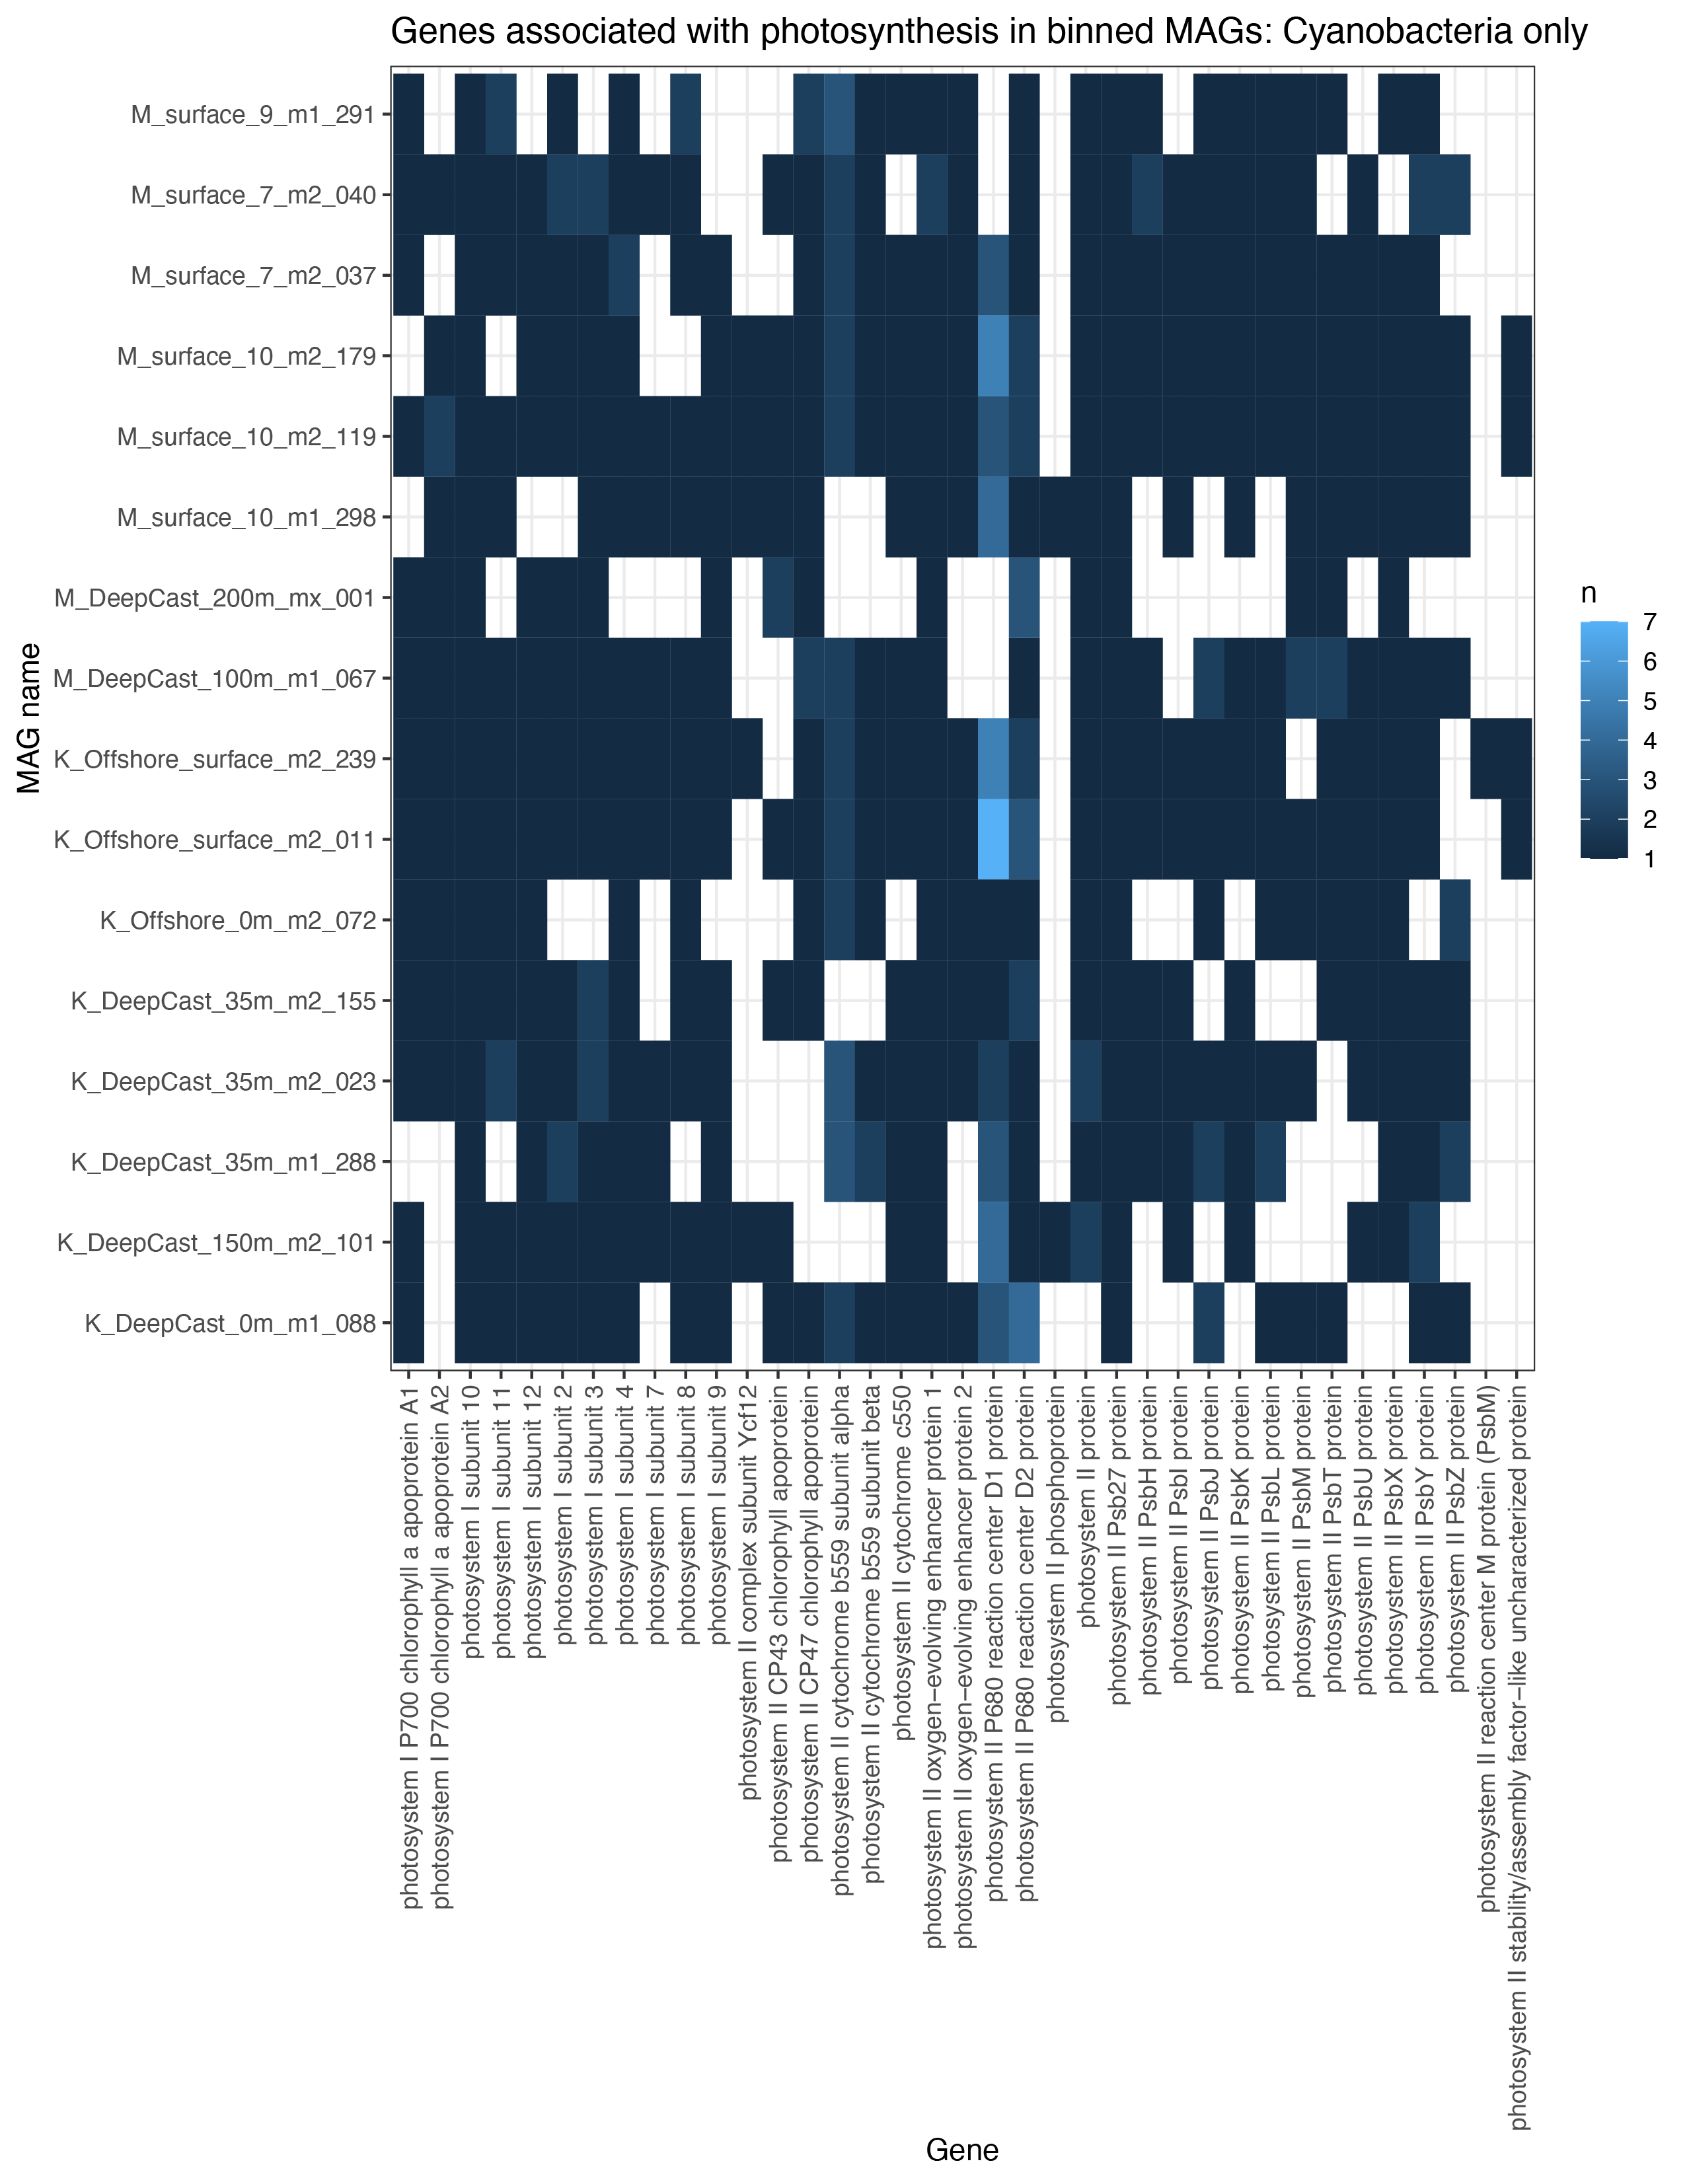 Genes associated with photosynthesis in binned MAGs: Cyanobacteria only
MAG name
M_surface_9_m1_291
M_surface_7_m2_040
M_surface_7_m2_037
M_surface_10_m2_179
M_surface_10_m2_119
M_surface_10_m1_298
M_DeepCast_200m_mx_001
M_DeepCast_100m_m1_067
K_Offshore_surface_m2_239
K_Offshore_surface_m2_011
K_Offshore_0m_m2_072
K_DeepCast_35m_m2_155
K_DeepCast_35m_m2_023
K_DeepCast_35m_m1_288
K_DeepCast_150m_m2_101
K_DeepCast_0m_m1_088
n
7
6
5
4
3
2
1
photosystem I P700 chlorophyll a apoprotein A1
photosystem I P700 chlorophyll a apoprotein A2
photosystem I subunit 10
photosystem I subunit 11
photosystem I subunit 12
photosystem I subunit 2
photosystem I subunit 3
photosystem I subunit 4
photosystem I subunit 7
photosystem I subunit 8
photosystem I subunit 9
photosystem II complex subunit Ycf12
photosystem II CP43 chlorophyll apoprotein
photosystem II CP47 chlorophyll apoprotein
photosystem II cytochrome b559 subunit alpha
photosystem II cytochrome b559 subunit beta
photosystem II cytochrome c550
photosystem II oxygen−evolving enhancer protein 1
photosystem II oxygen−evolving enhancer protein 2
photosystem II P680 reaction center D1 protein
photosystem II P680 reaction center D2 protein
photosystem II phosphoprotein
photosystem II protein
photosystem II Psb27 protein
photosystem II PsbH protein
photosystem II PsbI protein
photosystem II PsbJ protein
photosystem II PsbK protein
photosystem II PsbL protein
photosystem II PsbM protein
photosystem II PsbT protein
photosystem II PsbU protein
photosystem II PsbX protein
photosystem II PsbY protein
photosystem II PsbZ protein
photosystem II reaction center M protein (PsbM)
photosystem II stability/assembly factor−like uncharacterized protein
Gene